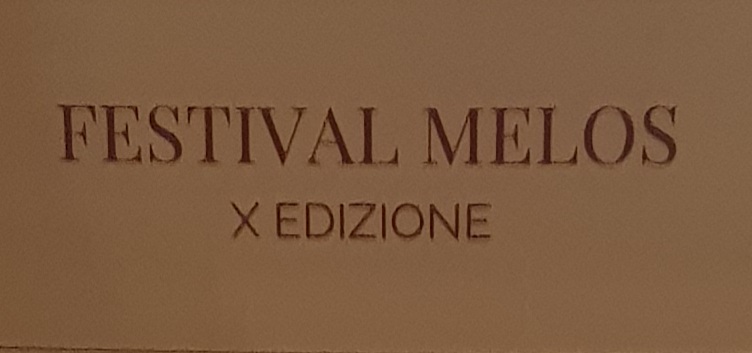 FESTIVAL MELOS
X EDIZIONE